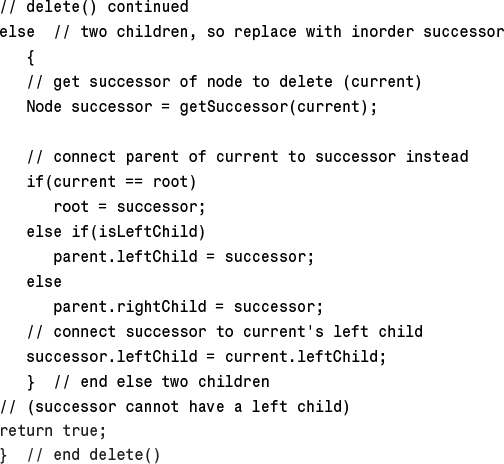 // delete() continued
else  // two children, so replace with inorder successor
   {
   // get successor of node to delete (current)
   Node successor = getSuccessor(current);

   // connect parent of current to successor instead
   if(current == root)
      root = successor;
   else if(isLeftChild)
      parent.leftChild = successor;
   else
      parent.rightChild = successor;
   // connect successor to current's left child
   successor.leftChild = current.leftChild;
   }  // end else two children
// (successor cannot have a left child)
return true;
}  // end delete()